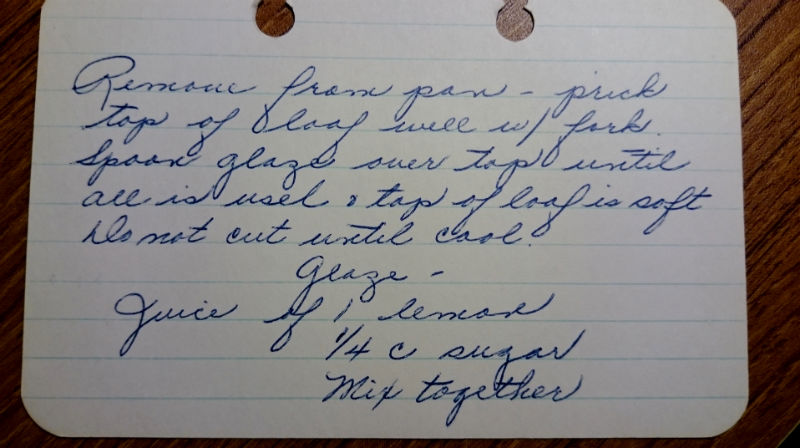 Remove from pan - prick
top of loaf well w/ fork.
Spoon glaze over top until
all is used & top of loaf is soft
Do not cut until cool.
Glaze -
Juice of 1 lemon
1/4 c sugar
Mix together